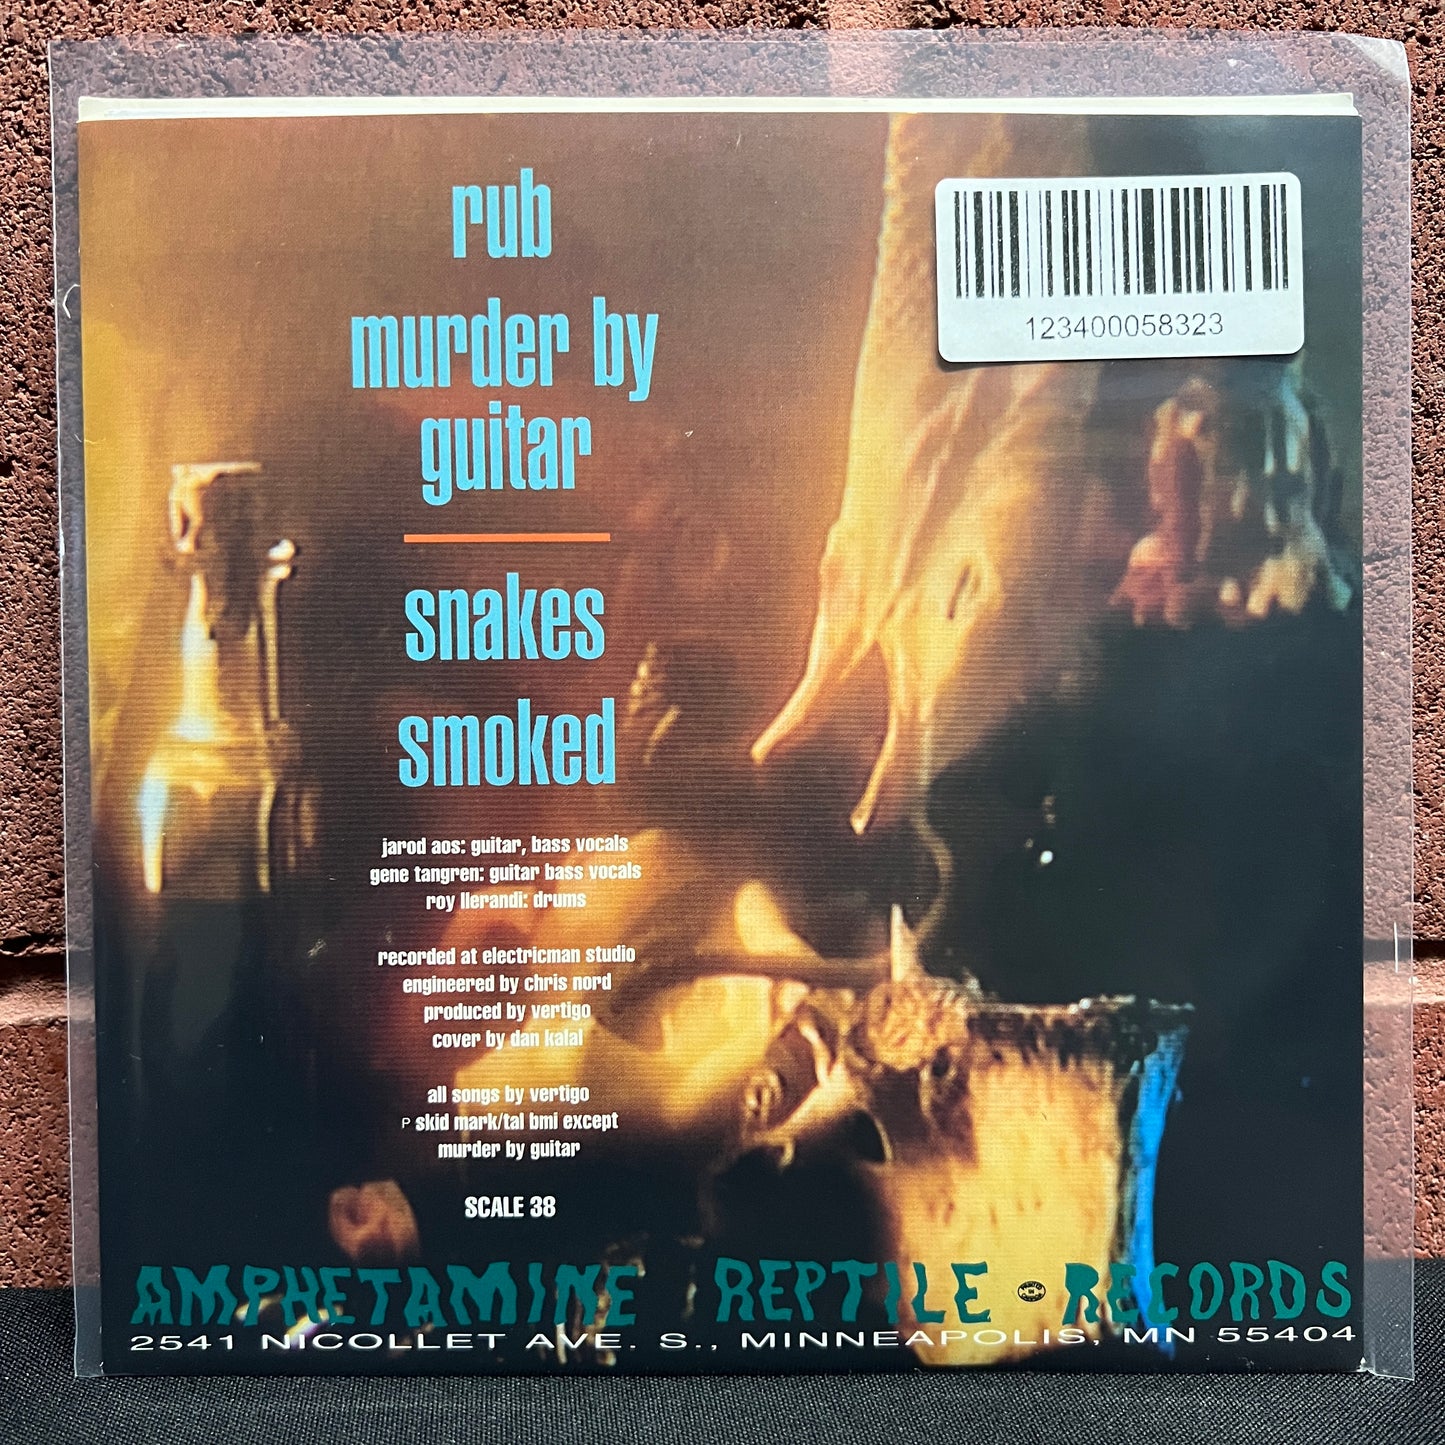 rub
murder by
guitar
snakes
smoked
jarod aos: guitar, bass vocals
gene tangren: guitar bass vocals
roy llerandi: drums
recorded at electricman studio
engineered by chris nord
produced by vertigo
cover by dan kalal
all songs by vertigo
P skid mark/tal bmi except
murder by guitar
SCALE 38
AMPHETAMINE REPTILE • RECORDS
2541 NICOLLET AVE. S., MINNEAPOLIS, MN 55404
123400058323